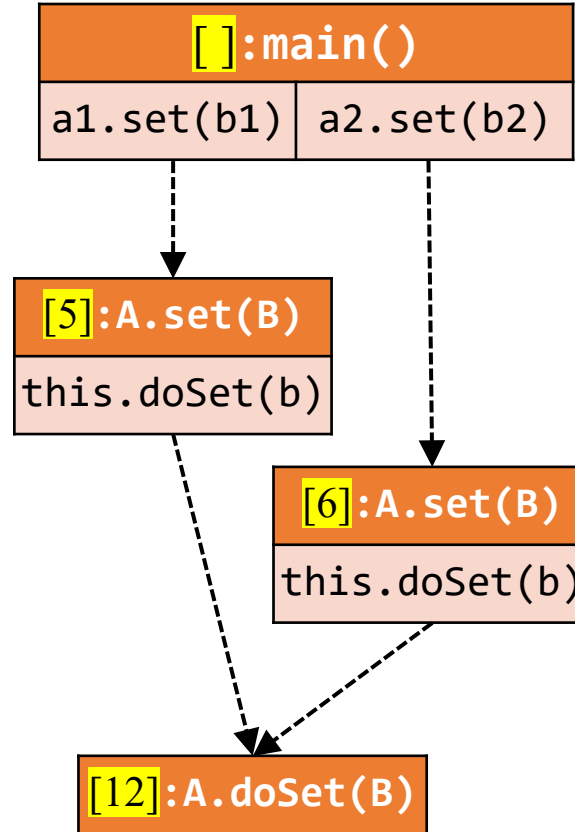 [ ]:main()
a1.set(b1) a2.set(b2)
[5]:A.set(B)
this.doSet(b)
[6]:A.set(B)
this.doSet(b)
[12]:A.doSet(B)